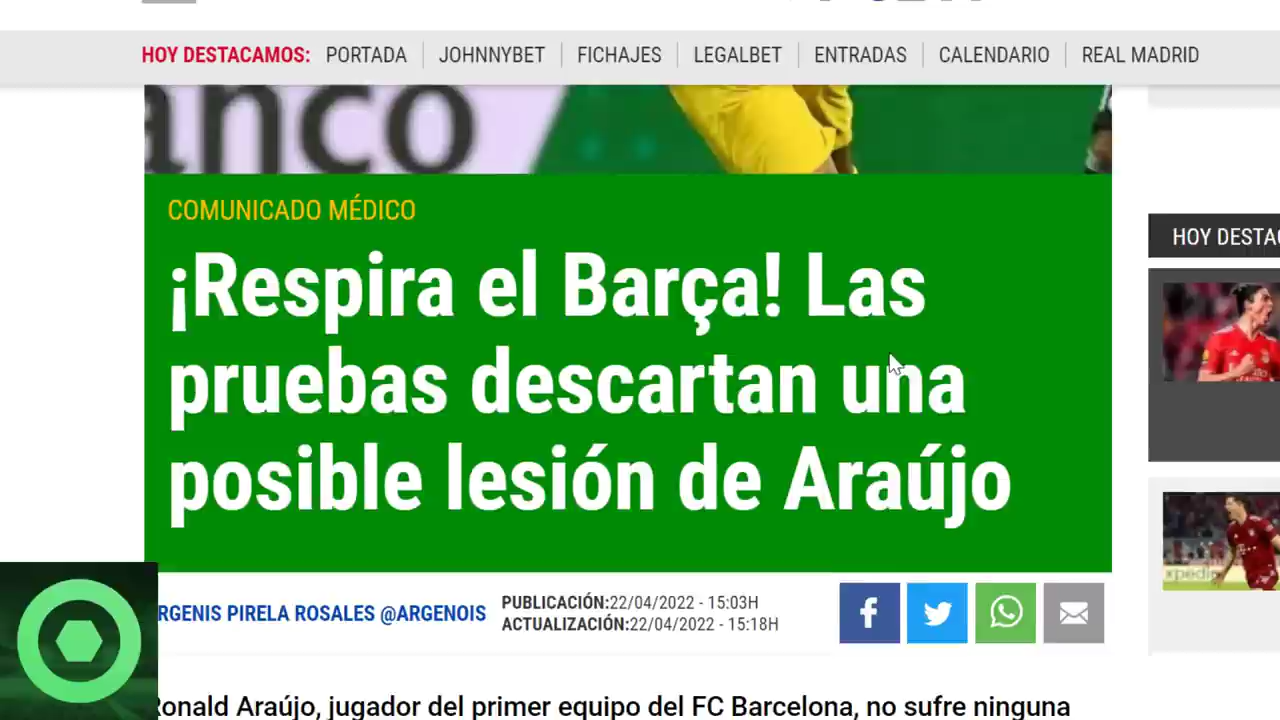 HOY DESTACAMOS: PORTADA JOHNNYBET FICHAJES LEGALBET ENTRADAS CALENDARIO REAL MADRID
anco
COMUNICADO MÉDICO
¡Respira el Barça! Las
pruebas descartan una
posible lesión de Araújo
HOY DESTAC
RGENIS PIRELA ROSALES @ARGENOIS
PUBLICACIÓN:22/04/2022 - 15:03H
ACTUALIZACIÓN:22/04/2022 - 15:18H
onald Araújo, jugador del primer equipo del FC Barcelona, no sufre ninguna